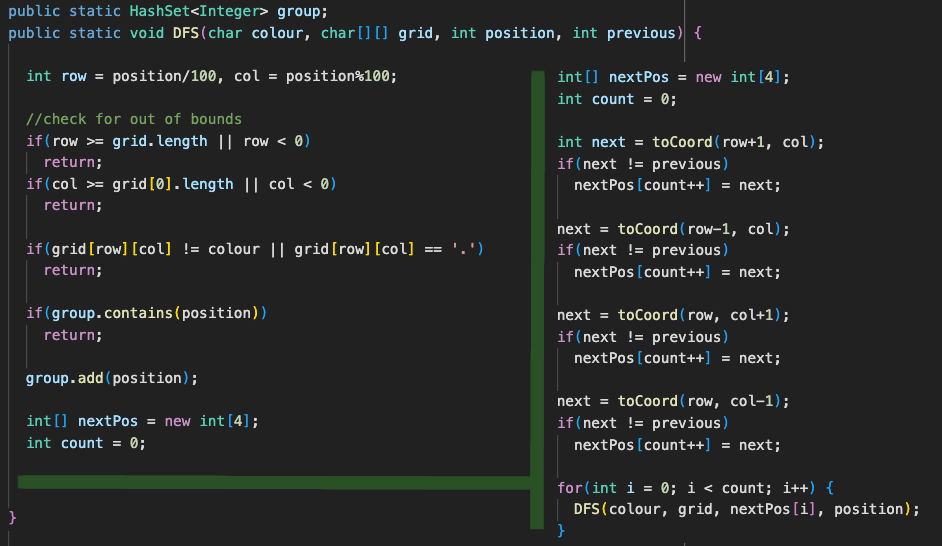 public static HashSet<Integer> group;
public static void DFS(char colour, char[][] grid, int position, int previous) {
int row = position/100, col = position%100;
//check for out of bounds
if(row >= grid.length || row < 0)
return;
if(col >= grid[0].length || col < 0)
return;
if(grid[row][col] != colour || grid[row][col] == '.')
return;
if(group.contains(position))
return;
group.add(position);
int[] nextPos = new int[4];
int count = 0;
}
int[] nextPos = new int[4];
int count = 0;
int next = toCoord(row+1, col);
if(next != previous)
nextPos[count++] = next;
next = toCoord(row-1, col);
if(next != previous)
nextPos[count++] = next;
next = toCoord(row, col+1);
if(next != previous)
nextPos[count++] = next;
next = toCoord(row, col-1);
if(next != previous)
nextPos[count++] = next;
for(int i = 0; i < count; i++) {
DFS(colour, grid, nextPos[i], position);
}